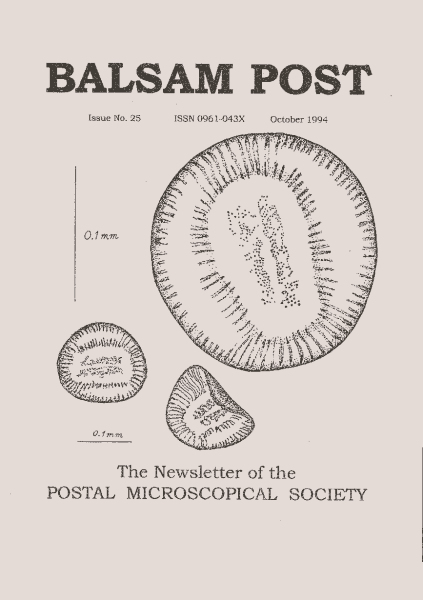 BALSAM POST
Issue No. 25 ISSN 0961-043X October 1994
0.1 mm
0.1 mm
The Newsletter of the
POSTAL MICROSCOPICAL SOCIETY